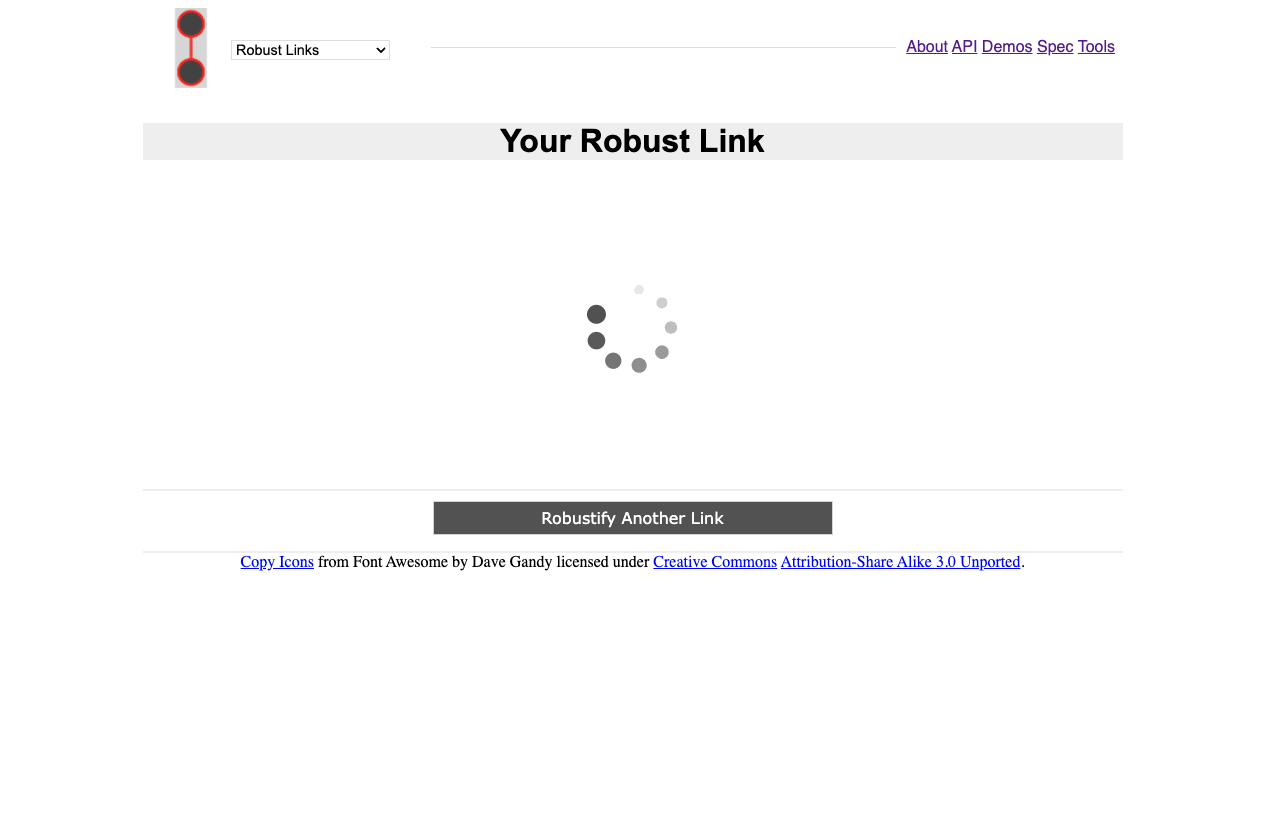 Robust Links
About API Demos Spec Tools
Your Robust Link
Robustify Another Link
Copy Icons from Font Awesome by Dave Gandy licensed under Creative Commons Attribution-Share Alike 3.0 Unported.